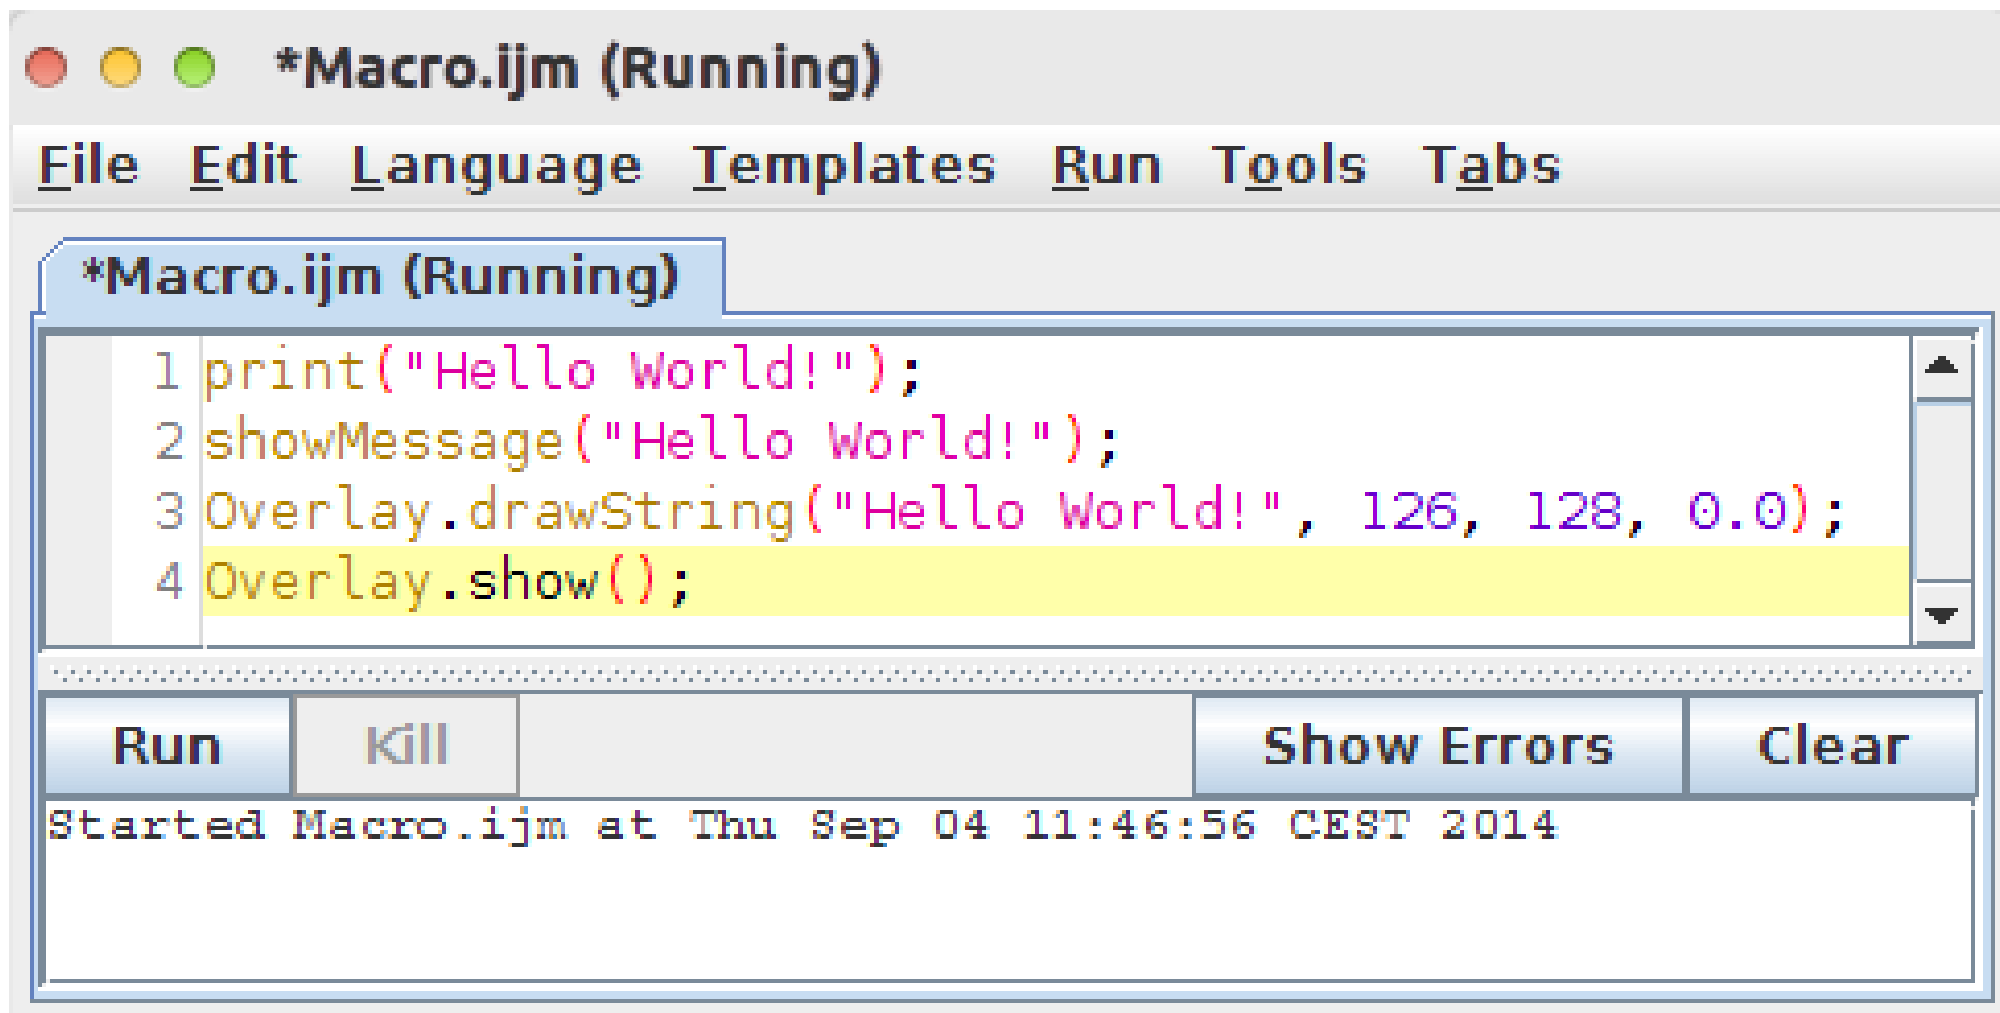 *Macro.ijm (Running)
File Edit Language Templates Run Tools Tabs
*Macro.ijm (Running)
1 print("Hello World!");
2 showMessage("Hello World!");
3 Overlay.drawString("Hello World!", 126, 128, 0.0);
4 Overlay.show();
Run Kill Show Errors Clear
Started Macro.ijm at Thu Sep 04 11:46:56 CEST 2014